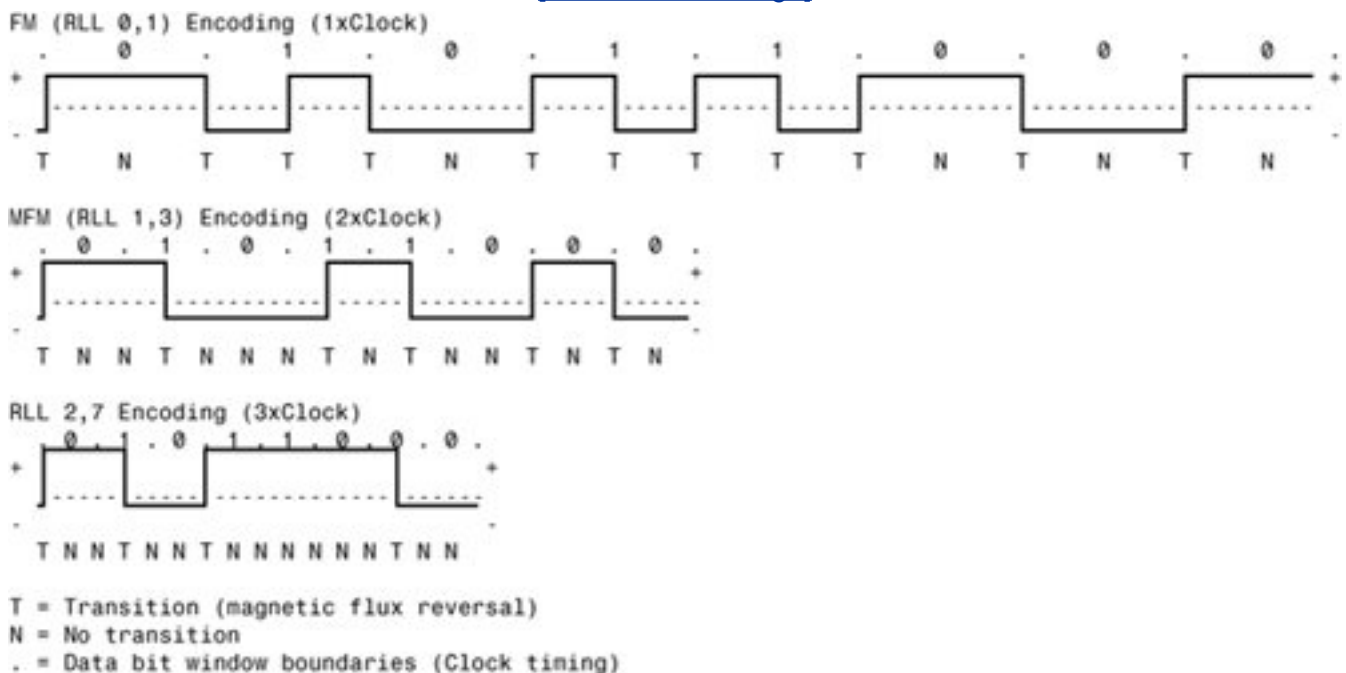 FM (RLL 0,1) Encoding (1xClock)
. 0 . 1 . 0 . 1 . 1 . 0 . 0 . 0 .
+ +
- -
T N T T T N T T T T T N T N T N
MFM (RLL 1,3) Encoding (2xClock)
. 0 . 1 . 0 . 1 . 1 . 0 . 0 . 0 .
+ +
- -
T N N T N N N T N T N N T N T N
RLL 2,7 Encoding (3xClock)
. 0 . 1 . 0 . 1 . 1 . 0 . 0 . 0 .
+ +
- -
T N N T N N T N N N N N N T N N
T = Transition (magnetic flux reversal)
N = No transition
. = Data bit window boundaries (Clock timing)